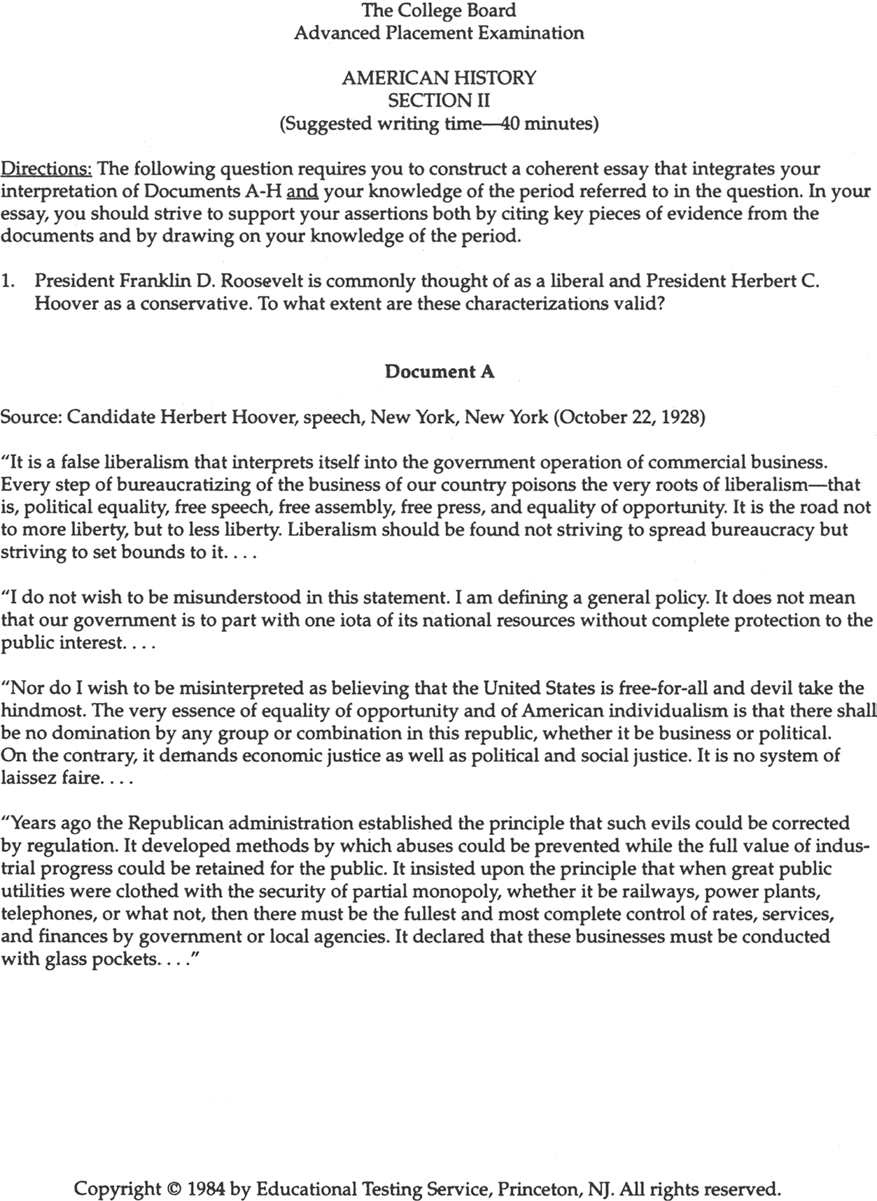 The College Board
Advanced Placement Examination
AMERICAN HISTORY
SECTION II
(Suggested writing time—40 minutes)
Directions: The following question requires you to construct a coherent essay that integrates your
interpretation of Documents A-H and your knowledge of the period referred to in the question. In your
essay, you should strive to support your assertions both by citing key pieces of evidence from the
documents and by drawing on your knowledge of the period.
1. President Franklin D. Roosevelt is commonly thought of as a liberal and President Herbert C.
Hoover as a conservative. To what extent are these characterizations valid?
Document A
Source: Candidate Herbert Hoover, speech, New York, New York (October 22, 1928)
“It is a false liberalism that interprets itself into the government operation of commercial business.
Every step of bureaucratizing of the business of our country poisons the very roots of liberalism—that
is, political equality, free speech, free assembly, free press, and equality of opportunity. It is the road not
to more liberty, but to less liberty. Liberalism should be found not striving to spread bureaucracy but
striving to set bounds to it. . . .
“I do not wish to be misunderstood in this statement. I am defining a general policy. It does not mean
that our government is to part with one iota of its national resources without complete protection to the
public interest. . . .
“Nor do I wish to be misinterpreted as believing that the United States is free-for-all and devil take the
hindmost. The very essence of equality of opportunity and of American individualism is that there shall
be no domination by any group or combination in this republic, whether it be business or political.
On the contrary, it demands economic justice as well as political and social justice. It is no system of
laissez faire. . . .
“Years ago the Republican administration established the principle that such evils could be corrected
by regulation. It developed methods by which abuses could be prevented while the full value of indus-
trial progress could be retained for the public. It insisted upon the principle that when great public
utilities were clothed with the security of partial monopoly, whether it be railways, power plants,
telephones, or what not, then there must be the fullest and most complete control of rates, services,
and finances by government or local agencies. It declared that these businesses must be conducted
with glass pockets. . . .”
Copyright © 1984 by Educational Testing Service, Princeton, NJ. All rights reserved.